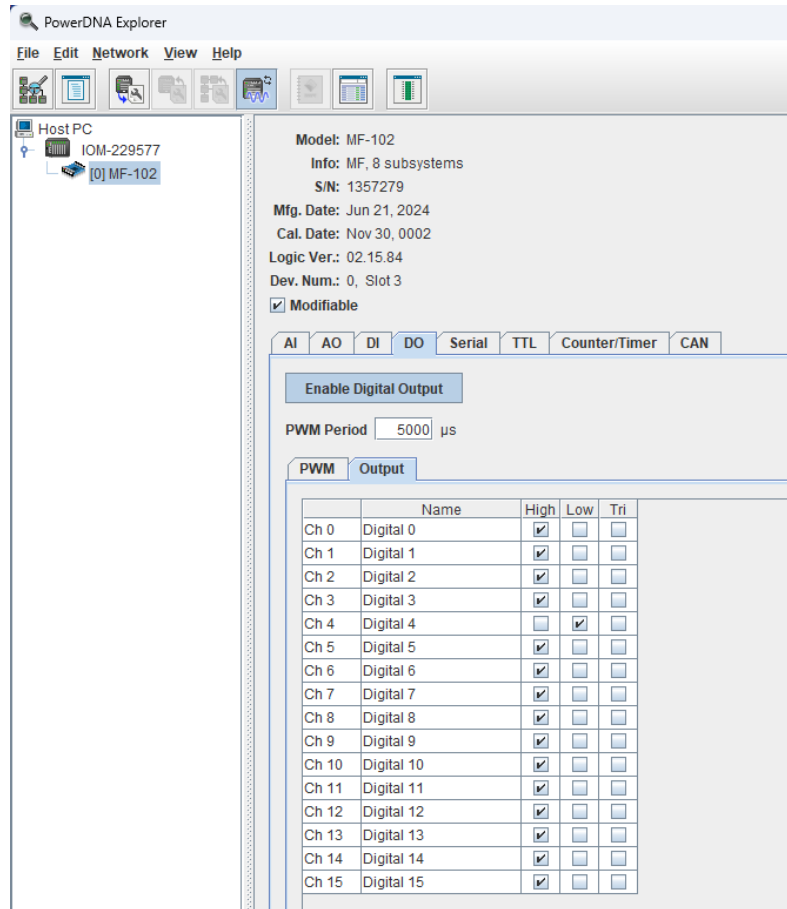 PowerDNA Explorer
File Edit Network View Help
Host PC
IOM-229577
[0] MF-102
Model: MF-102
Info: MF, 8 subsystems
S/N: 1357279
Mfg. Date: Jun 21, 2024
Cal. Date: Nov 30, 0002
Logic Ver.: 02.15.84
Dev. Num.: 0, Slot 3
Modifiable
AI AO DI DO Serial TTL Counter/Timer CAN
Enable Digital Output
PWM Period 5000 µs
PWM Output
Name High Low Tri
Ch 0 Digital 0
Ch 1 Digital 1
Ch 2 Digital 2
Ch 3 Digital 3
Ch 4 Digital 4
Ch 5 Digital 5
Ch 6 Digital 6
Ch 7 Digital 7
Ch 8 Digital 8
Ch 9 Digital 9
Ch 10 Digital 10
Ch 11 Digital 11
Ch 12 Digital 12
Ch 13 Digital 13
Ch 14 Digital 14
Ch 15 Digital 15